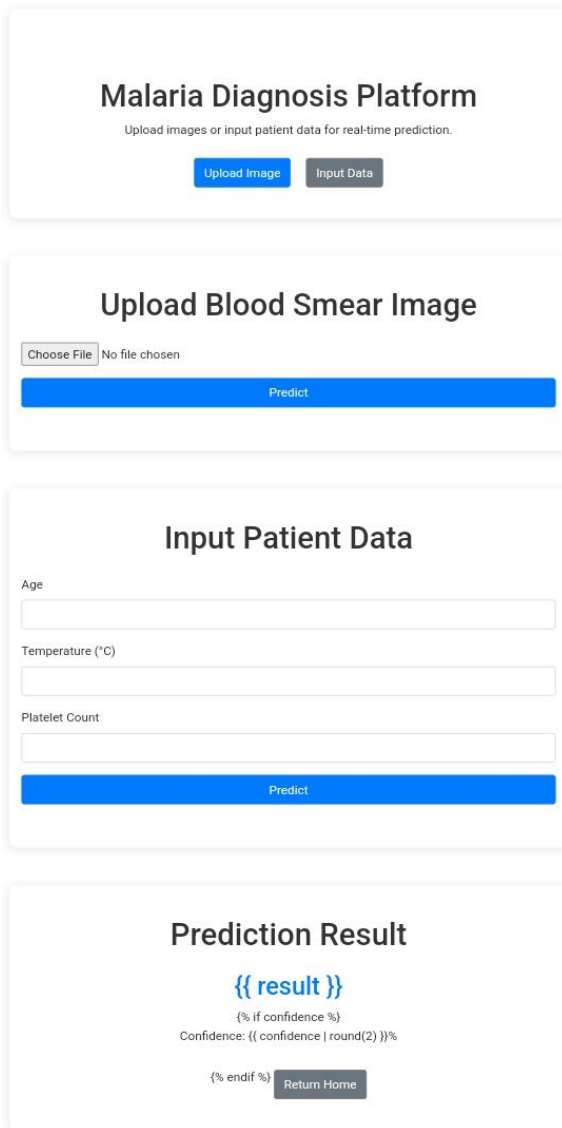 Malaria Diagnosis Platform
Upload images or input patient data for real-time prediction.
Upload Image Input Data
Upload Blood Smear Image
Choose File No file chosen
Predict
Input Patient Data
Age
Temperature (°C)
Platelet Count
Predict
Prediction Result
{{ result }}
{% if confidence %}
Confidence: {{ confidence | round(2) }}%
{% endif %} Return Home